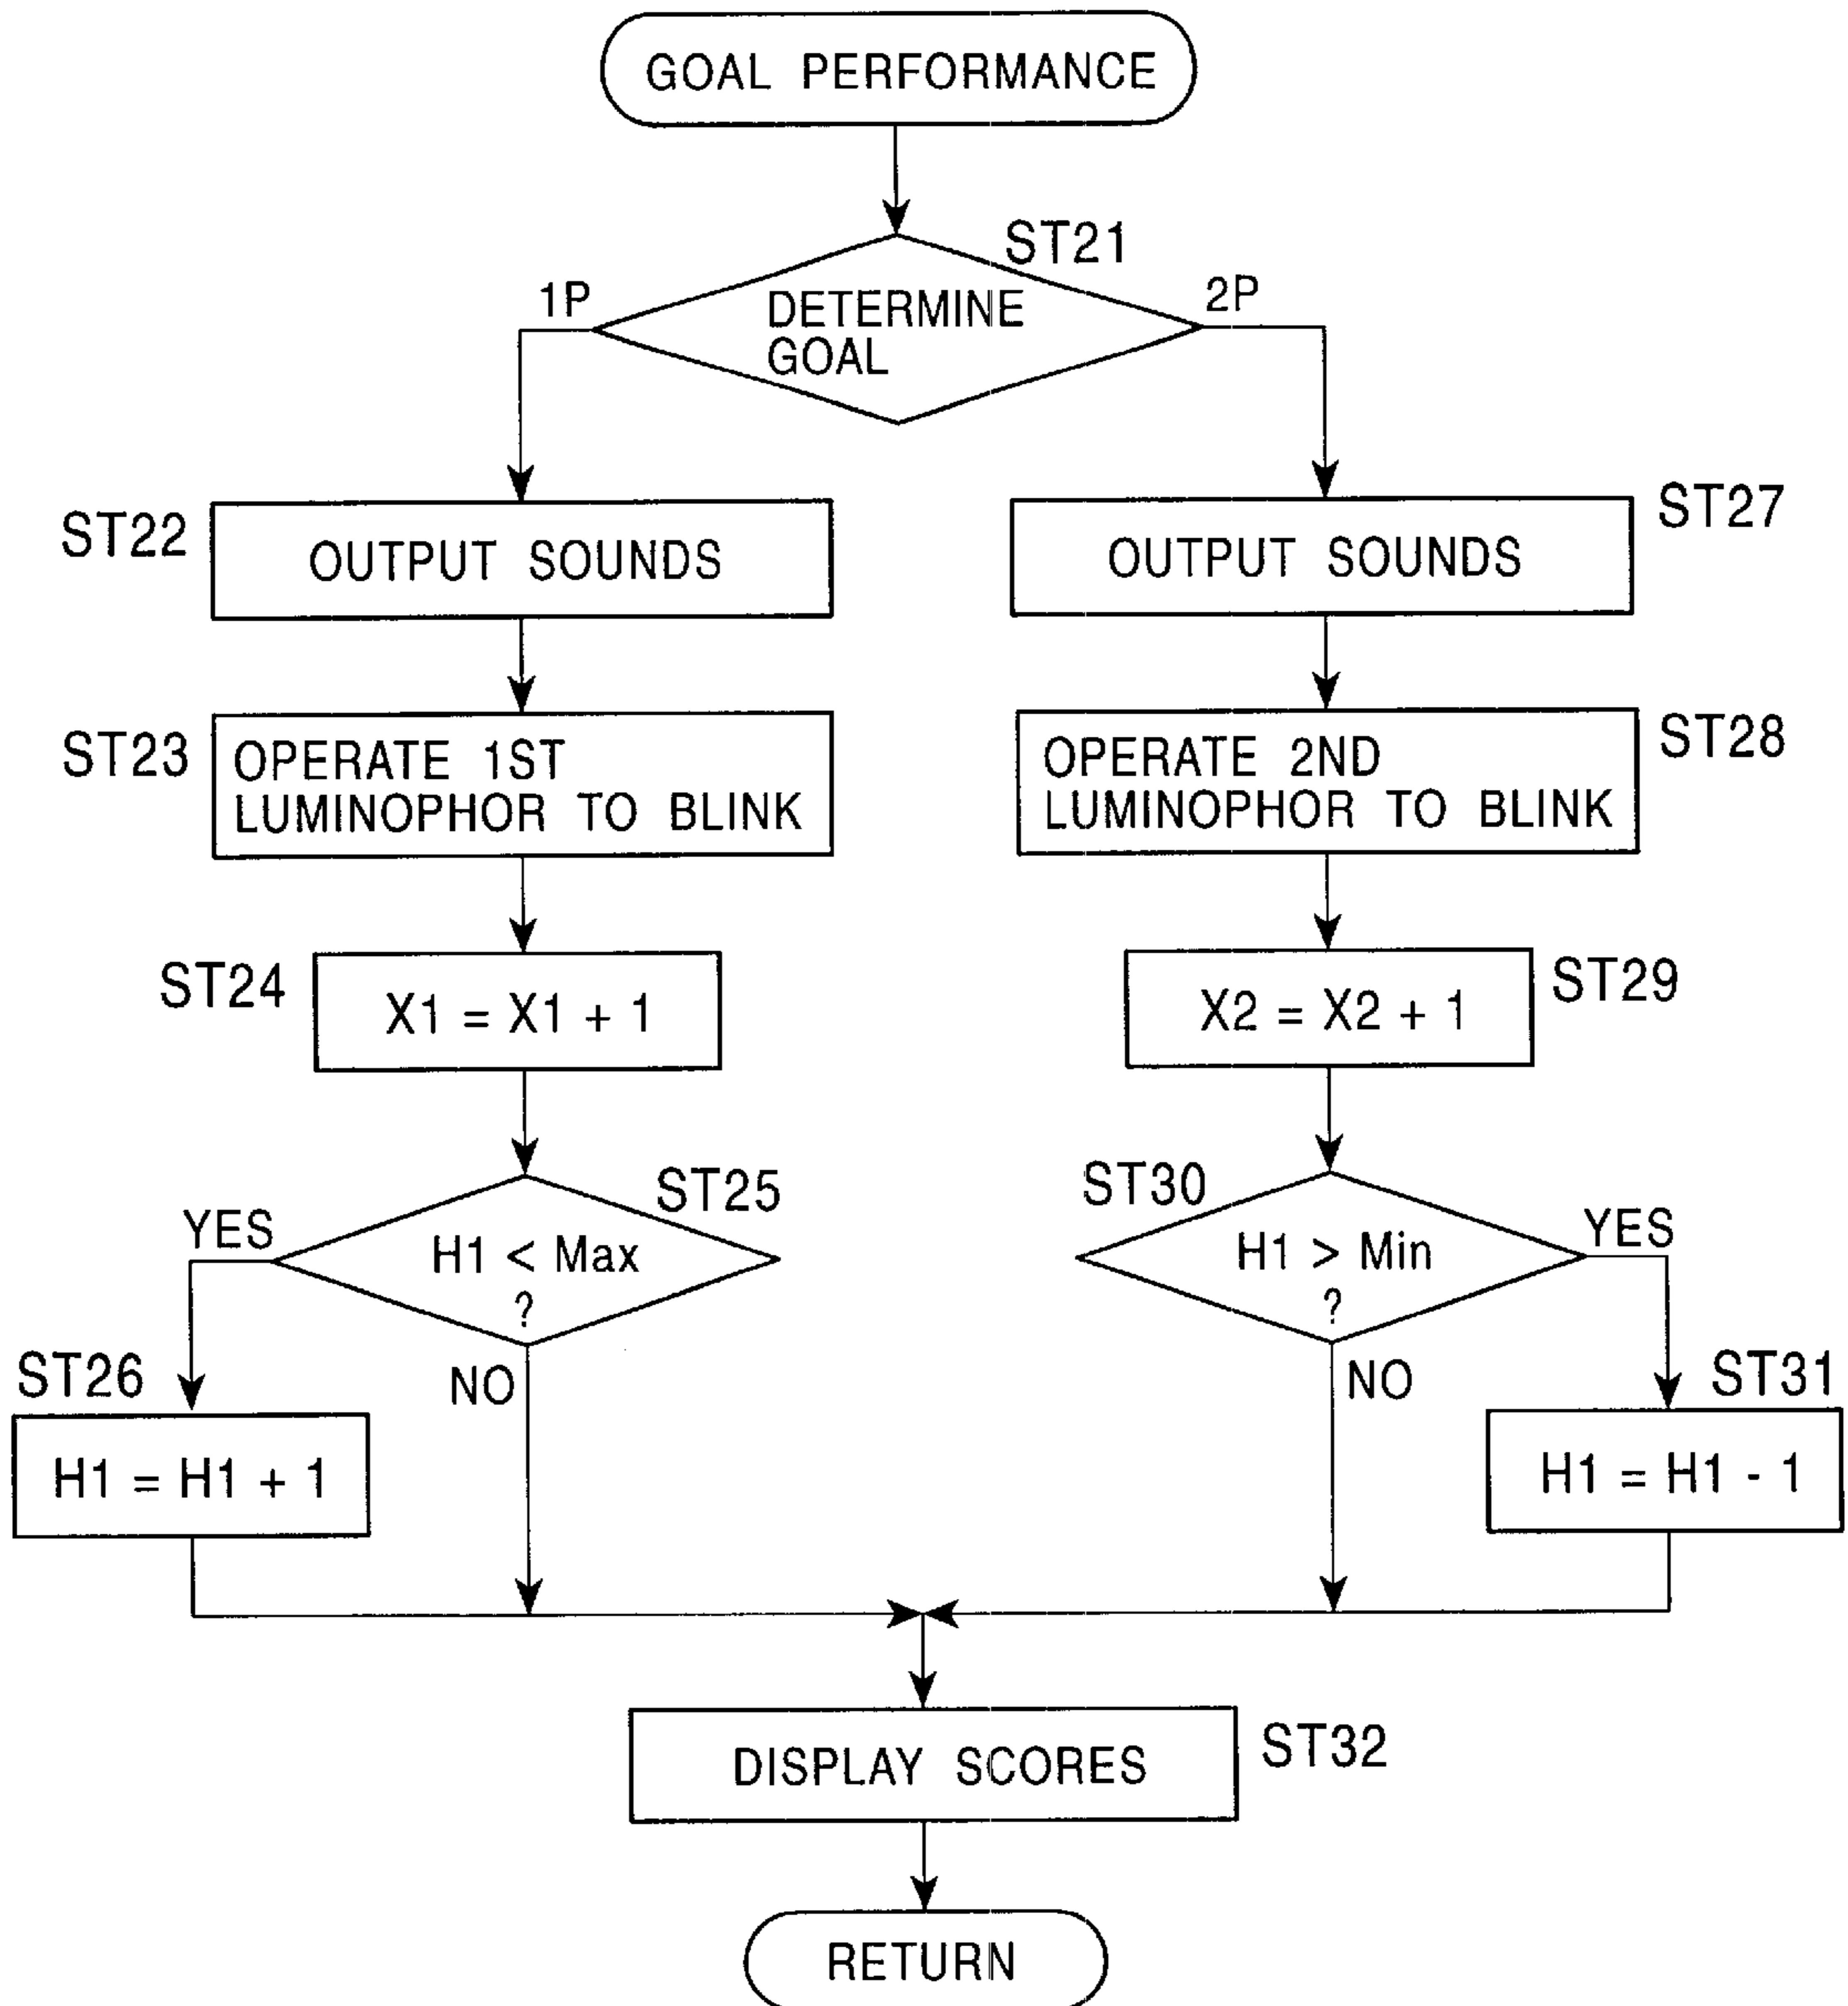 GOAL PERFORMANCE
ST21
1P
2P
DETERMINE
GOAL
ST22
OUTPUT SOUNDS
ST27
OUTPUT SOUNDS
ST23
OPERATE 1ST
LUMINOPHOR TO BLINK
ST28
OPERATE 2ND
LUMINOPHOR TO BLINK
ST24
X1 = X1 + 1
ST29
X2 = X2 + 1
ST25
YES
H1 < Max
?
NO
ST30
YES
H1 > Min
?
NO
ST26
H1 = H1 + 1
ST31
H1 = H1 - 1
ST32
DISPLAY SCORES
RETURN